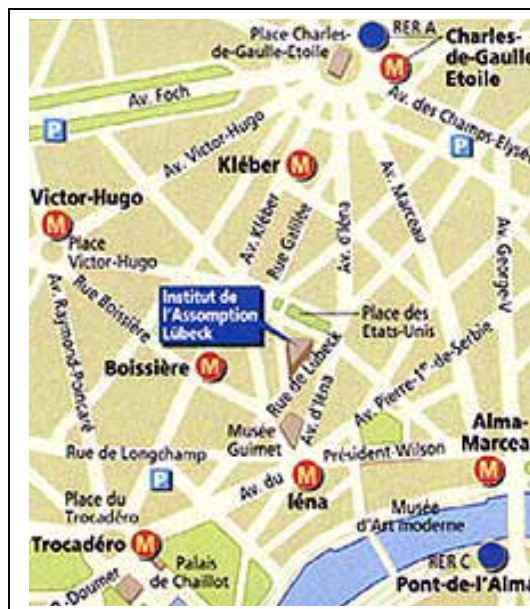 Place Charles-
de-Gaulle-Etoile
RER A
M
Charles-
de-Gaulle
Etoile
Av. Foch
P
Av. des Champs-Elysé
P
Av. Victor-Hugo
Kléber
M
Victor-Hugo
M
Place
Victor-Hugo
Av. Kléber
Rue Galilée
Av. d'Iéna
Av. Marceau
Av. George-V
Rue Boissière
Av. Raymond-Poincaré
Institut de
l'Assomption
Lübeck
Place des
Etats-Unis
Boissière
M
Rue de Lübeck
Av. d'Iéna
Av. Pierre-1er-de-Serbie
Musée
Guimet
Rue de Longchamp
P
Av. du
Président-Wilson
Alma-
Marcea
M
M
Iéna
Place du
Trocadéro
Trocadéro
M
Musée
d'Art moderne
Palais
de Chaillot
-Doumer
RER C
Pont-de-l'Alma